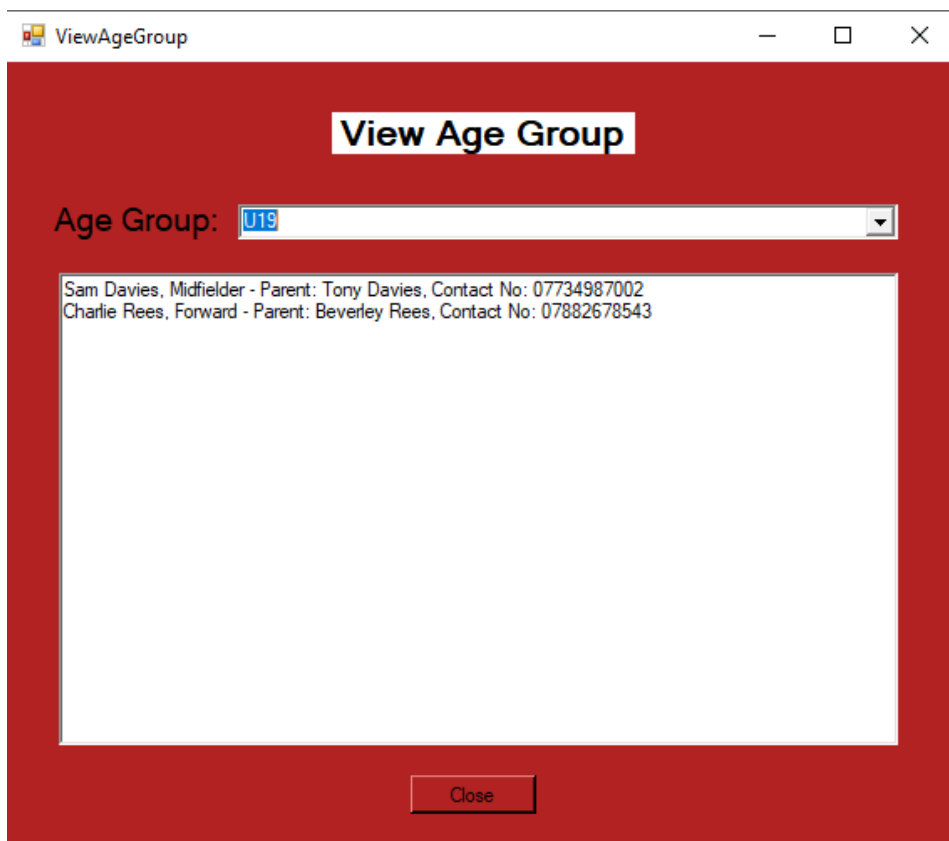 ViewAgeGroup
View Age Group
Age Group: U19
Sam Davies, Midfielder - Parent: Tony Davies, Contact No: 07734987002
Charlie Rees, Forward - Parent: Beverley Rees, Contact No: 07882678543
Close